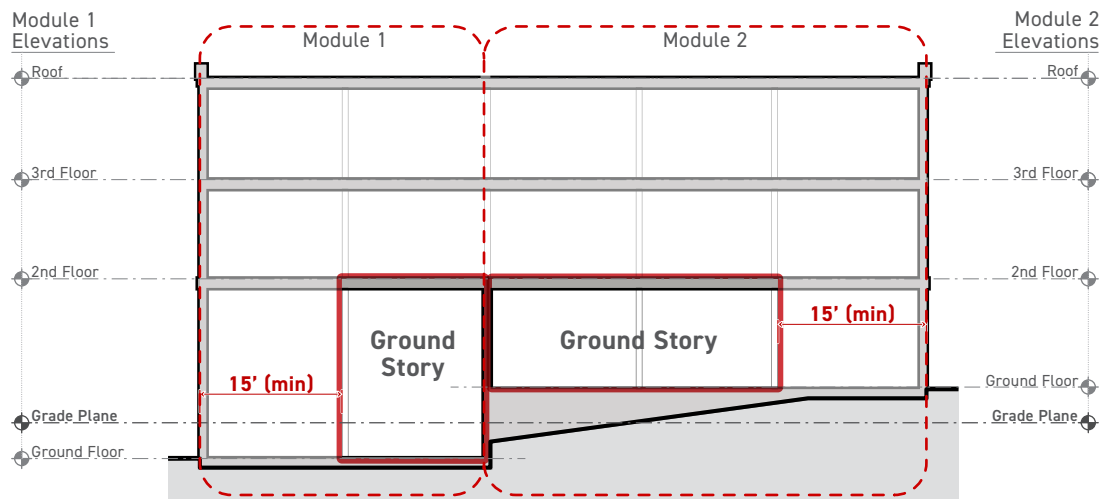 Module 1
Elevations
Module 1
Module 2
Module 2
Elevations
Roof
Roof
3rd Floor
3rd Floor
2nd Floor
2nd Floor
Ground
Story
Ground Story
15’ (min)
15’ (min)
Ground Floor
Grade Plane
Grade Plane
Ground Floor